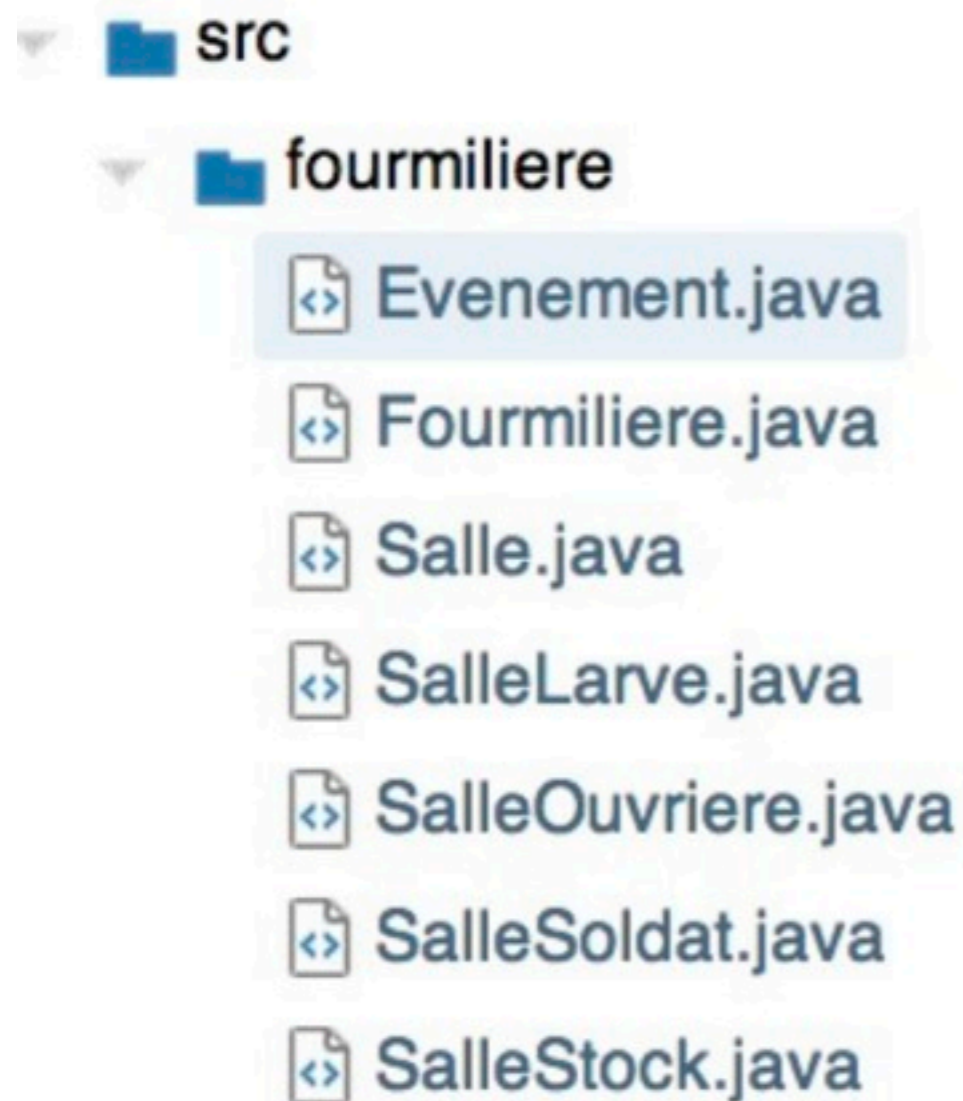 src
fourmiliere
Evenement.java
Fourmiliere.java
Salle.java
SalleLarve.java
SalleOuvriere.java
SalleSoldat.java
SalleStock.java